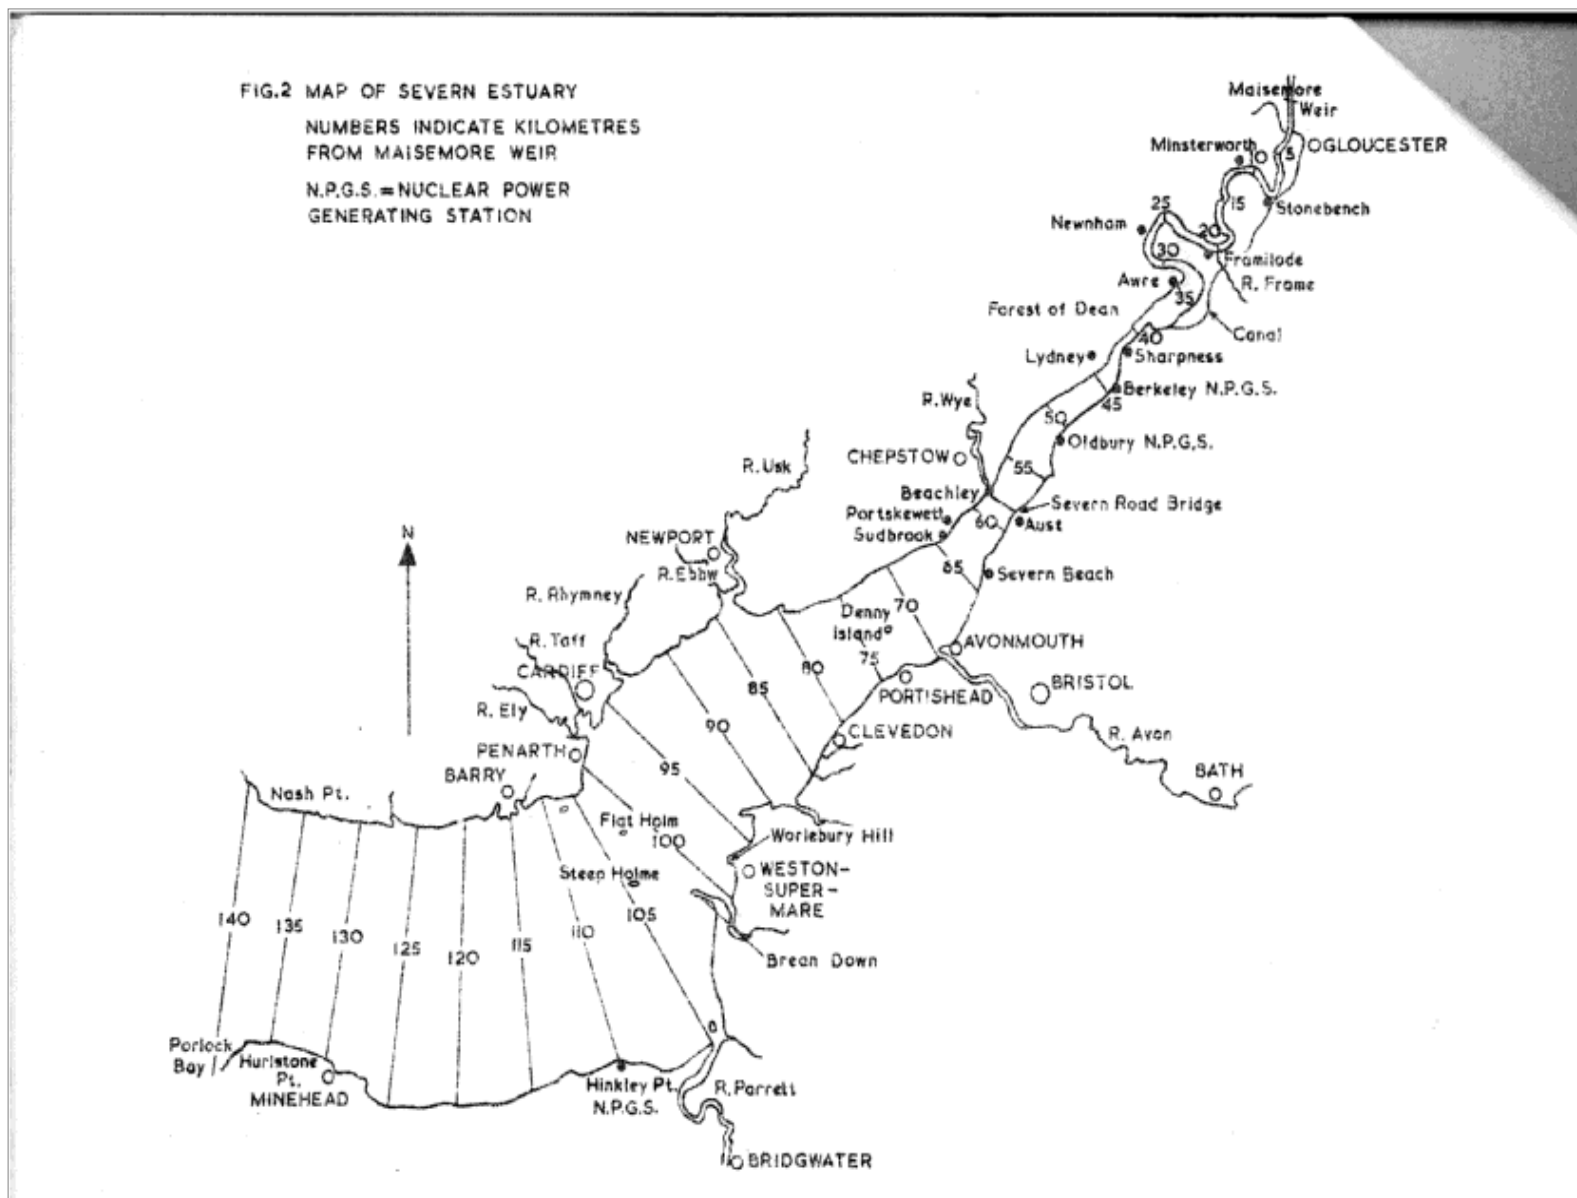 FIG.2 MAP OF SEVERN ESTUARY
NUMBERS INDICATE KILOMETRES
FROM MAISEMORE WEIR
N.P.G.S.=NUCLEAR POWER
GENERATING STATION
Maisemore
Weir
Minsterworth
GLOUCESTER
5
15
Stonebench
25
Newnham
20
Framilode
30
R. Frome
Awre
35
Forest of Dean
Canal
40
Lydney
Sharpness
Berkeley N.P.G.S.
45
R. Wye
50
Oldbury N.P.G.S.
CHEPSTOW
55
R. Usk
Beachley
Severn Road Bridge
Portskewett
60
Aust
Sudbrook
N
NEWPORT
65
Severn Beach
R. Ebbw
R. Rhymney
70
Denny
Island
AVONMOUTH
R. Taff
75
80
CARDIFF
85
PORTISHEAD
BRISTOL
R. Ely
90
CLEVEDON
R. Avon
PENARTH
95
BATH
BARRY
Nash Pt.
Flat Holm
100
Worlebury Hill
Steep Holme
WESTON-
SUPER-
MARE
105
140
135
130
125
120
115
110
Brean Down
Porlock
Bay
Hurlstone
Pt.
MINEHEAD
Hinkley Pt.
N.P.G.S.
R. Parrett
BRIDGWATER